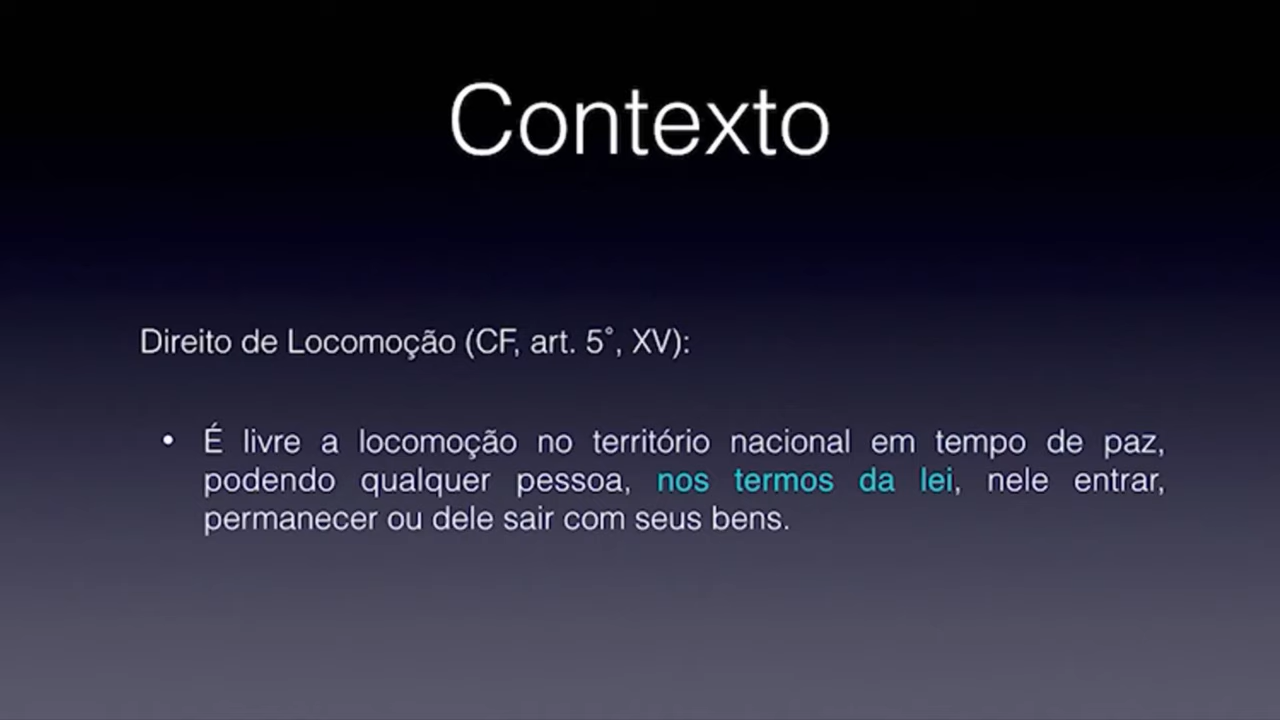 Contexto
Direito de Locomoção (CF, art. 5˚, XV):
• É livre a locomoção no território nacional em tempo de paz,
podendo qualquer pessoa, nos termos da lei, nele entrar,
permanecer ou dele sair com seus bens.